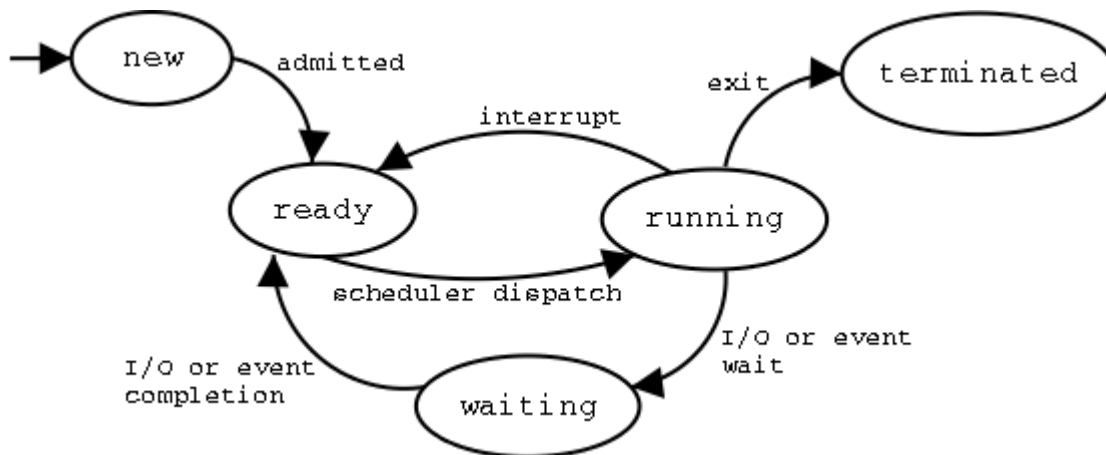 new
admitted
terminated
exit
interrupt
ready
running
scheduler dispatch
I/O or event
wait
I/O or event
completion
waiting